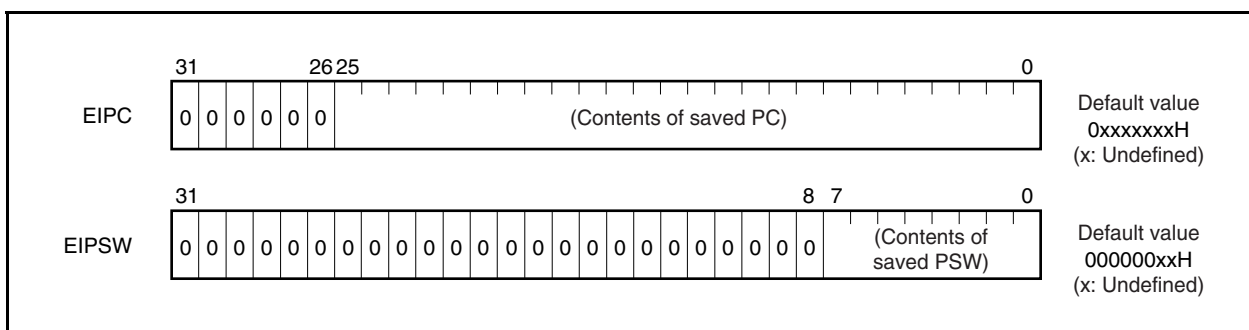 31 26 25 0
EIPC 0 0 0 0 0 0 (Contents of saved PC) Default value
0xxxxxxxH
(x: Undefined)
31 8 7 0
EIPSW 0 0 0 0 0 0 0 0 0 0 0 0 0 0 0 0 0 0 0 0 0 0 0 0 (Contents of
saved PSW) Default value
000000xxH
(x: Undefined)